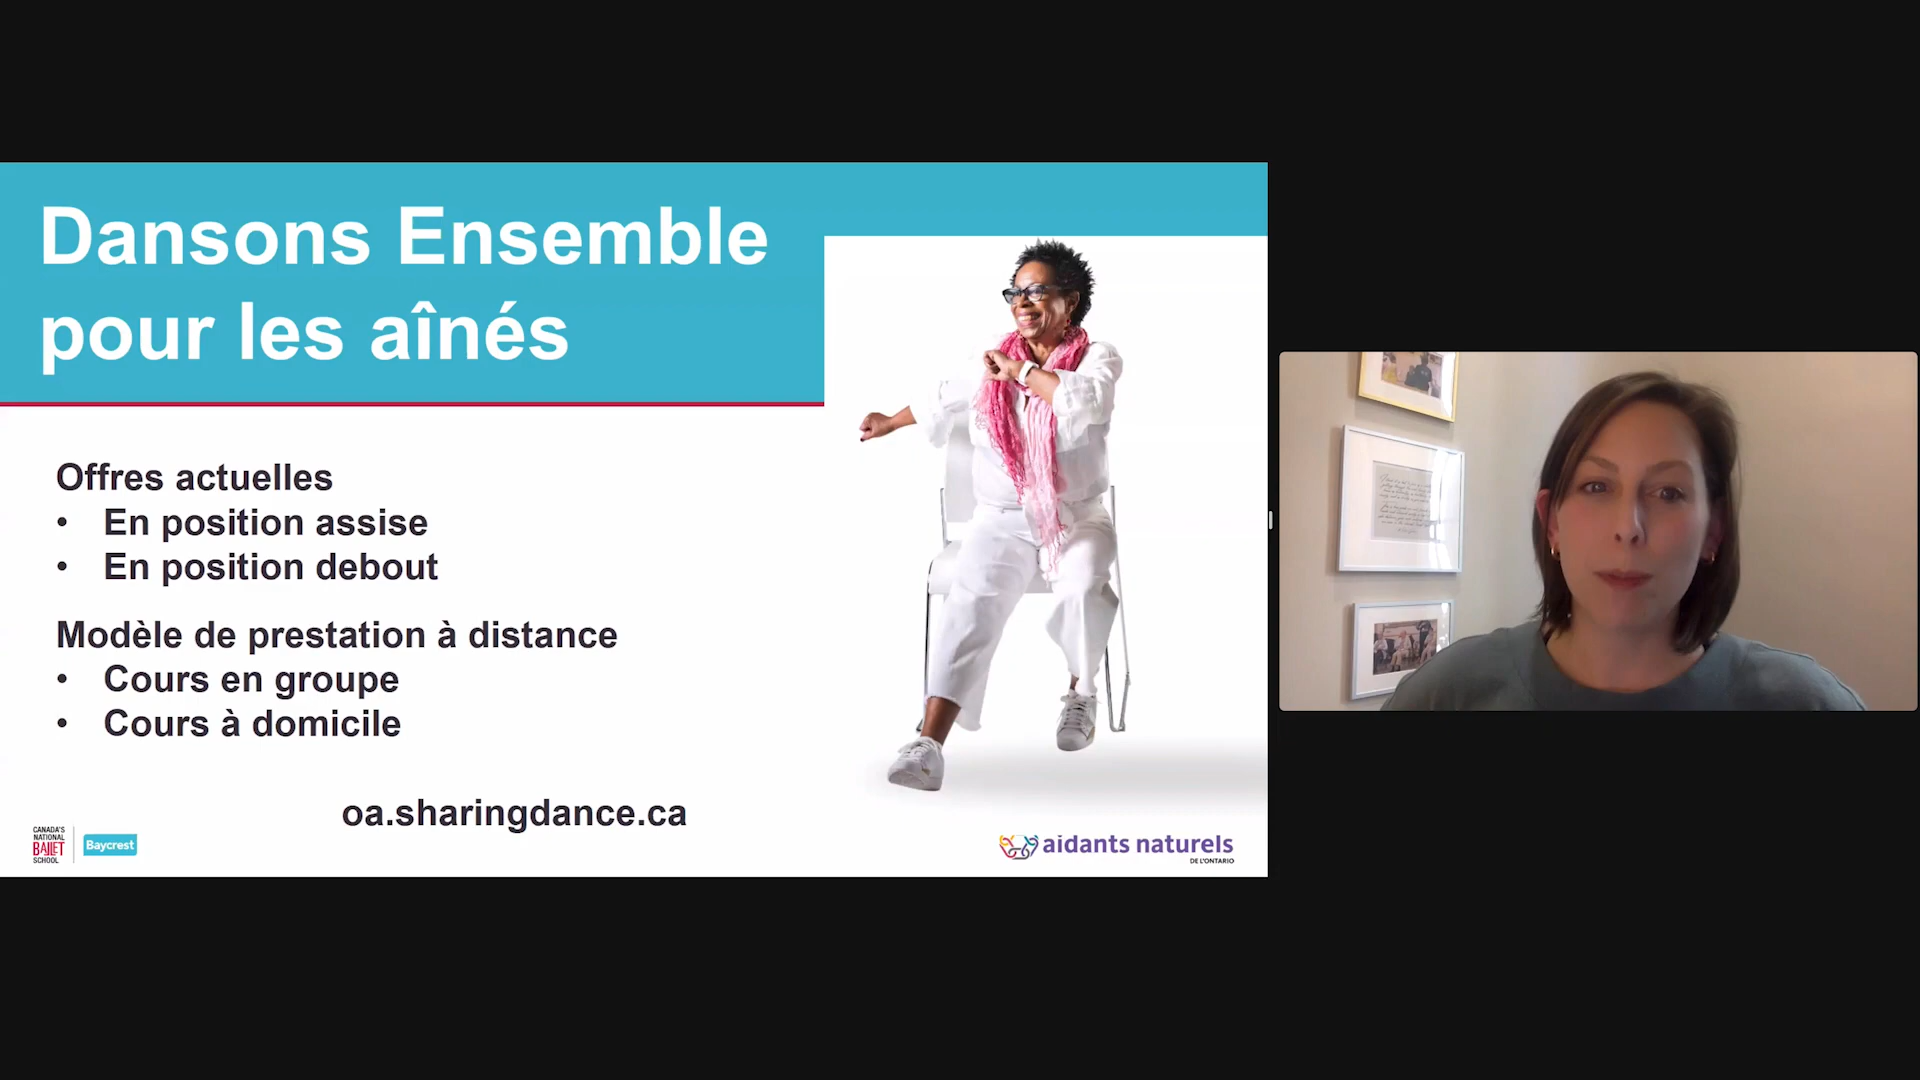 Dansons Ensemble
pour les aînés
Offres actuelles
• En position assise
• En position debout
Modèle de prestation à distance
• Cours en groupe
• Cours à domicile
oa.sharingdance.ca
CANADA'S
NATIONAL
BALLET
SCHOOL
Baycrest
aidants naturels
DE L'ONTARIO